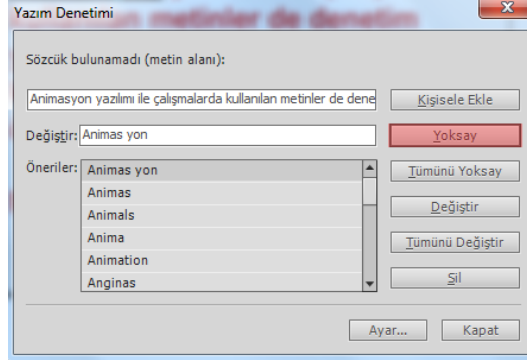 Yazım Denetimi
Sözcük bulunamadı (metin alanı):
Animasyon yazılımı ile çalışmalarda kullanılan metinler de dene
Kişisele Ekle
Değiştir: Animas yon
Yoksay
Öneriler:
Animas yon
Animas
Animals
Anima
Animation
Anginas
Tümünü Yoksay
Değiştir
Tümünü Değiştir
Sil
Ayar...
Kapat